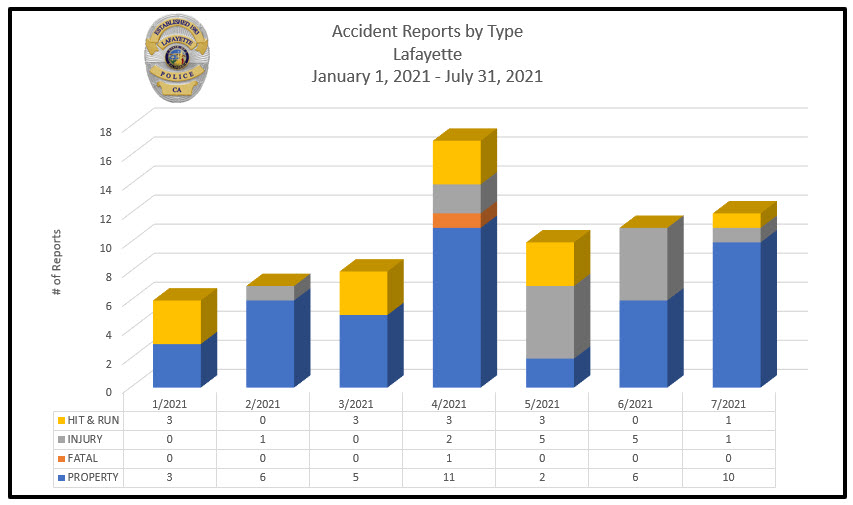 ESTABLISHED 1968
LAFAYETTE
POLICE
CA
Accident Reports by Type
Lafayette
January 1, 2021 - July 31, 2021
# of Reports
18
16
14
12
10
8
6
4
2
0
1/2021 2/2021 3/2021 4/2021 5/2021 6/2021 7/2021
HIT & RUN 3 0 3 3 3 0 1
INJURY 0 1 0 2 5 5 1
FATAL 0 0 0 1 0 0 0
PROPERTY 3 6 5 11 2 6 10